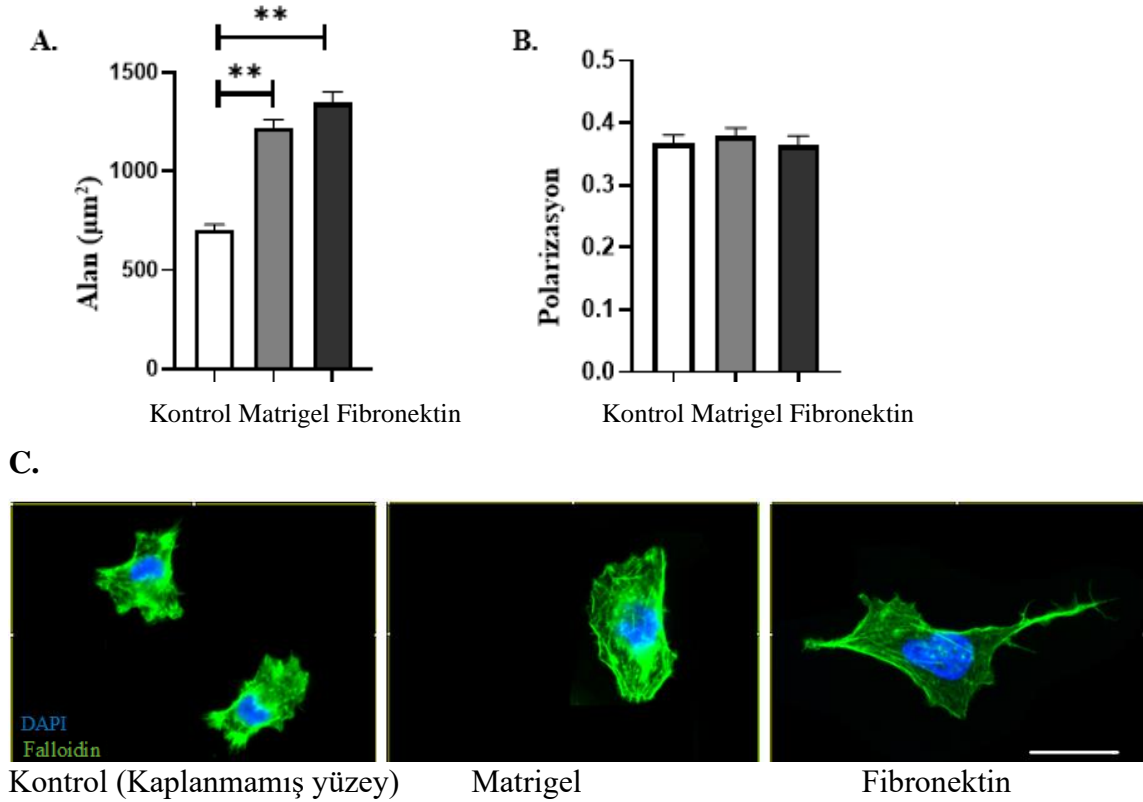 A.
**
**
1500
1000
500
0
Alan (μm²)
Kontrol Matrigel Fibronektin
B.
0.5
0.4
0.3
0.2
0.1
0.0
Polarizasyon
Kontrol Matrigel Fibronektin
C.
DAPI
Falloidin
Kontrol (Kaplanmamış yüzey)
Matrigel
Fibronektin